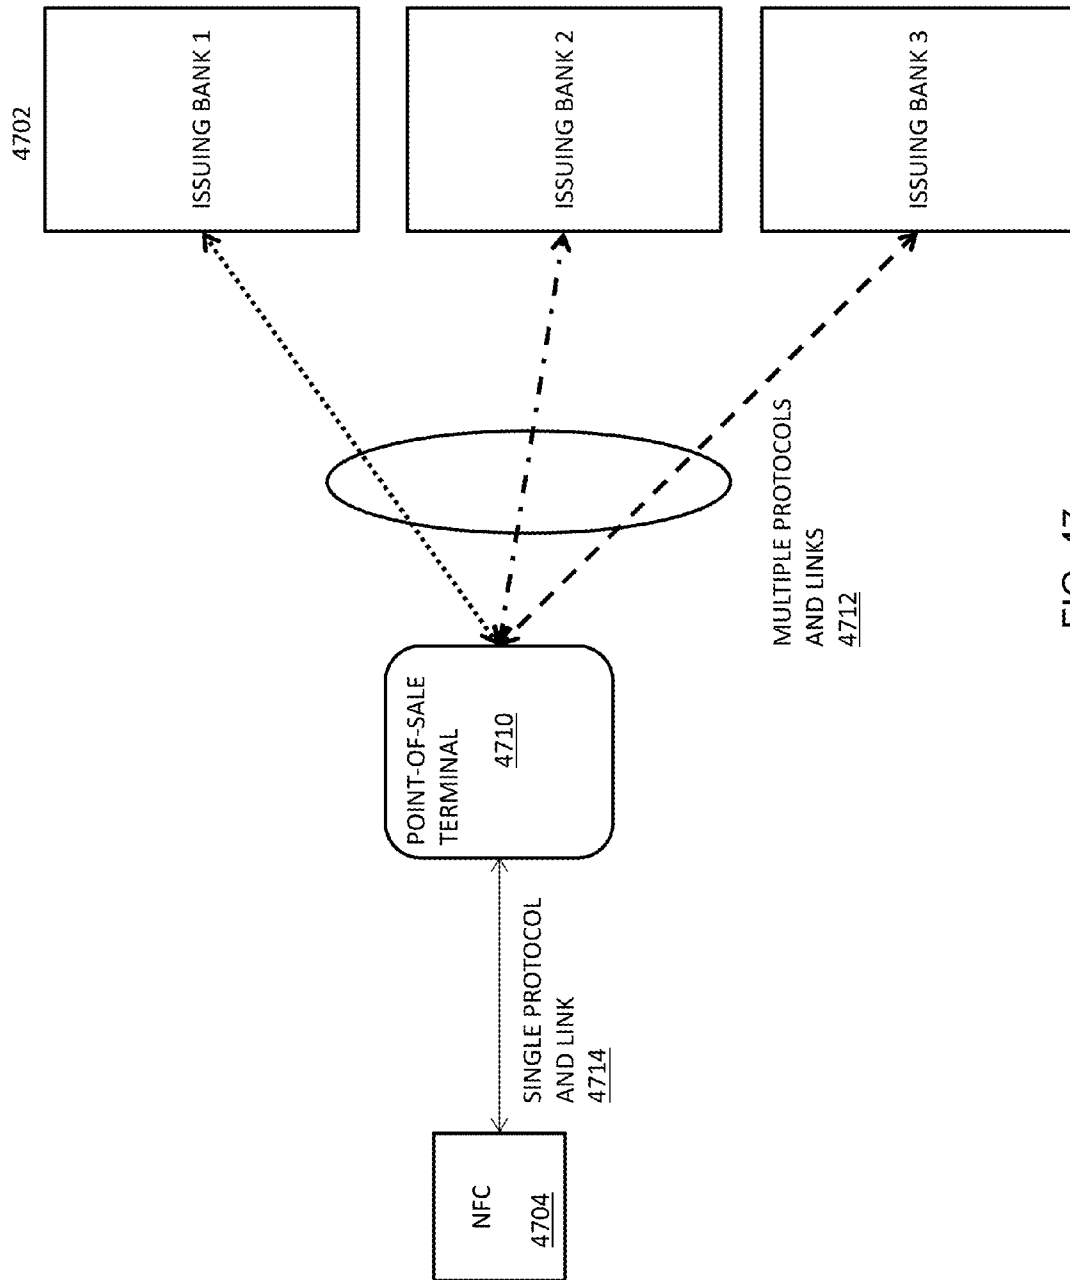 4702
ISSUING BANK 1
ISSUING BANK 2
ISSUING BANK 3
POINT-OF-SALE
TERMINAL
4710
NFC
4704
SINGLE PROTOCOL
AND LINK
4714
MULTIPLE PROTOCOLS
AND LINKS
4712
FIG. 47